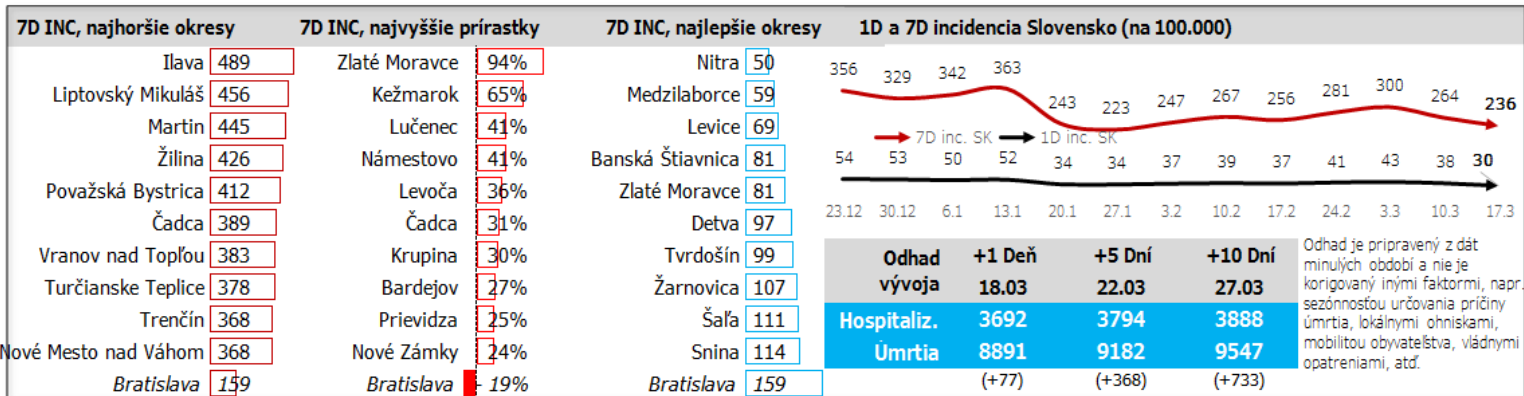 7D INC, najhoršie okresy
Ilava 489
Liptovský Mikuláš 456
Martin 445
Žilina 426
Považská Bystrica 412
Čadca 389
Vranov nad Topľou 383
Turčianske Teplice 378
Trenčín 368
Nové Mesto nad Váhom 368
Bratislava 159
7D INC, najvyššie prírastky
Zlaté Moravce 94%
Kežmarok 65%
Lučenec 41%
Námestovo 41%
Levoča 36%
Čadca 31%
Krupina 30%
Bardejov 27%
Prievidza 25%
Nové Zámky 24%
Bratislava - 19%
7D INC, najlepšie okresy
Nitra 50
Medzilaborce 59
Levice 69
Banská Štiavnica 81
Zlaté Moravce 81
Detva 97
Tvrdošín 99
Žarnovica 107
Šaľa 111
Snina 114
Bratislava 159
1D a 7D incidencia Slovensko (na 100.000)
356 329 342 363 243 223 247 267 256 281 300 264 236
7D inc. SK 1D inc. SK
54 53 50 52 34 34 37 39 37 41 43 38 30
23.12 30.12 6.1 13.1 20.1 27.1 3.2 10.2 17.2 24.2 3.3 10.3 17.3
Odhad vývoja
+1 Deň +5 Dní +10 Dní
18.03 22.03 27.03
Hospitaliz. 3692 3794 3888
Úmrtia 8891 9182 9547
(+77) (+368) (+733)
Odhad je pripravený z dát
minulých období a nie je
korigovaný inými faktormi, napr.
sezónnosťou určovania príčiny
úmrtia, lokálnymi ohniskami,
mobilitou obyvateľstva, vládnymi
opatreniami, atď.